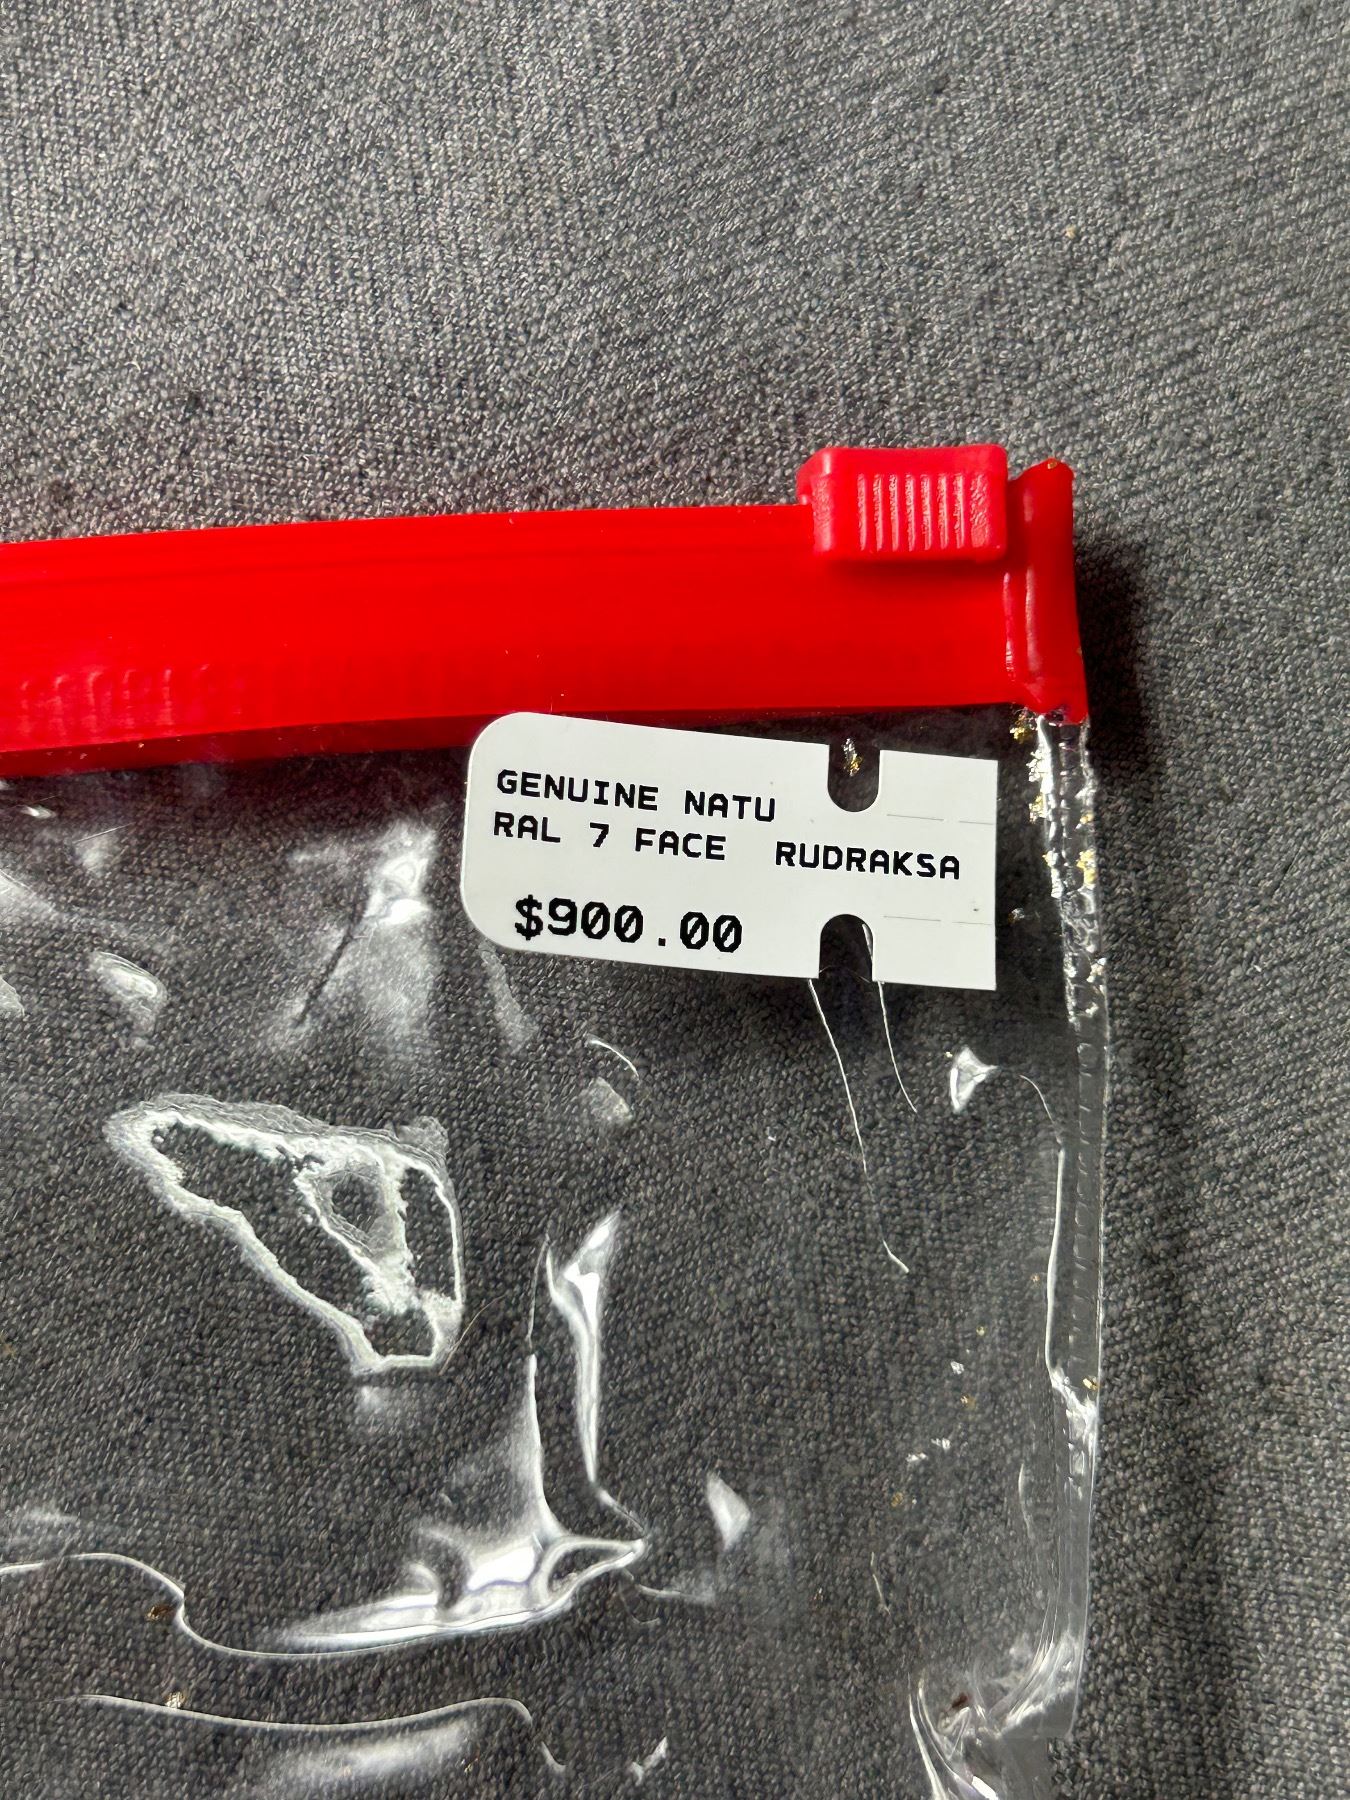 GENUINE NATU
RAL 7 FACE RUDRAKSA
$900.00